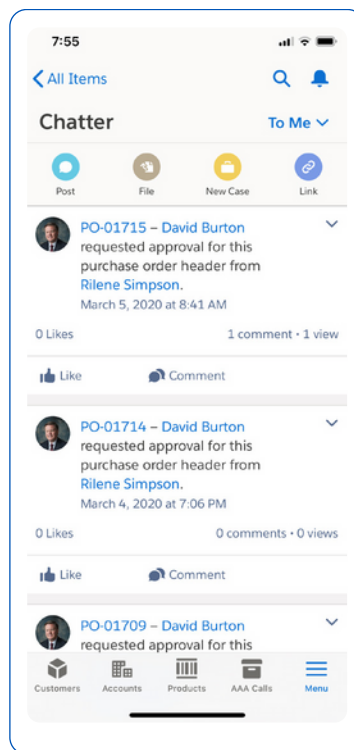 7:55
All Items
Chatter
To Me
Post File New Case Link
PO-01715 – David Burton
requested approval for this
purchase order header from
Rilene Simpson.
March 5, 2020 at 8:41 AM
0 Likes 1 comment • 1 view
Like Comment
PO-01714 – David Burton
requested approval for this
purchase order header from
Rilene Simpson.
March 4, 2020 at 7:06 PM
0 Likes 0 comments • 0 views
Like Comment
PO-01709 – David Burton
requested approval for this
Customers Accounts Products AAA Calls Menu